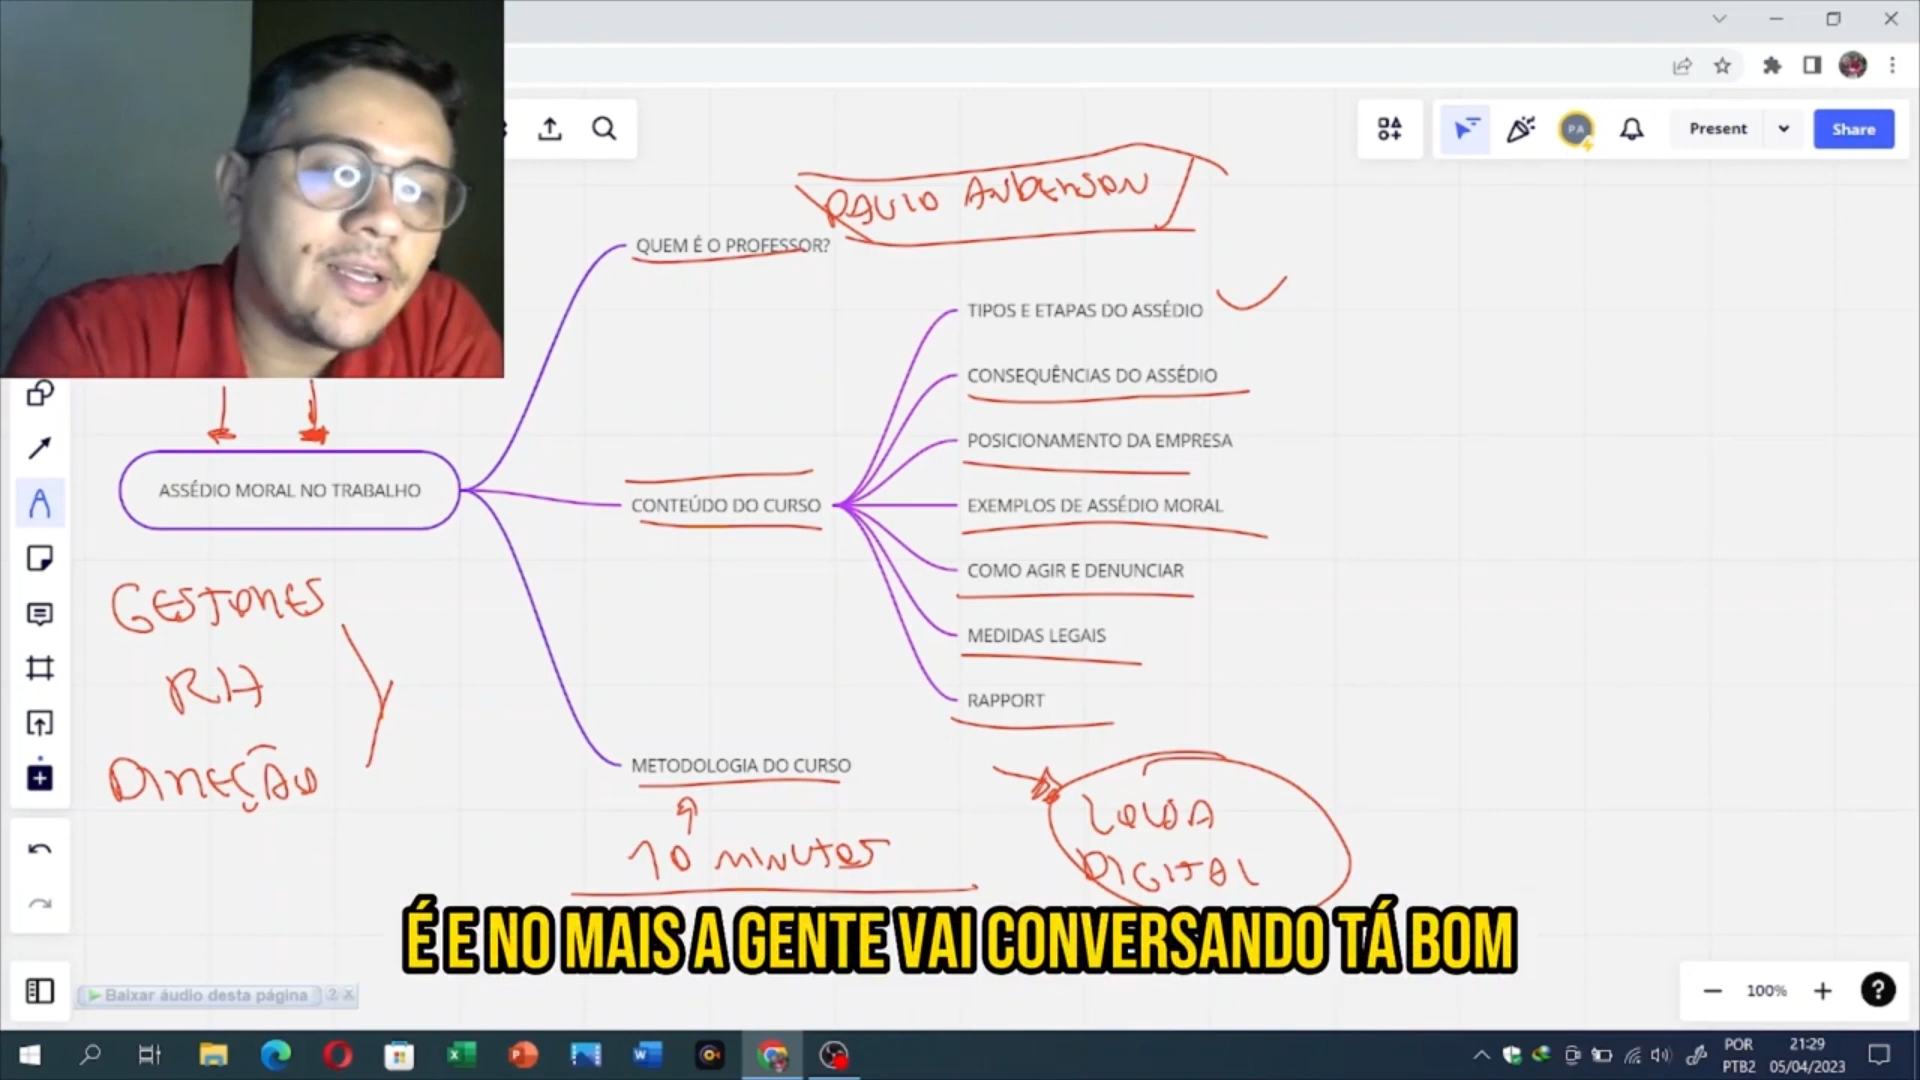 Present
Share
PA
PAULO ANDERSON
QUEM É O PROFESSOR?
TIPOS E ETAPAS DO ASSÉDIO
CONSEQUÊNCIAS DO ASSÉDIO
POSICIONAMENTO DA EMPRESA
ASSÉDIO MORAL NO TRABALHO
CONTEÚDO DO CURSO
EXEMPLOS DE ASSÉDIO MORAL
COMO AGIR E DENUNCIAR
GESTORES
MEDIDAS LEGAIS
RH
RAPPORT
DIREÇÃO
METODOLOGIA DO CURSO
10 MINUTOS
DIGITAL
É E NO MAIS A GENTE VAI CONVERSANDO TÁ BOM
Baixar áudio desta página
100%
POR
PTB2
21:29
05/04/2023